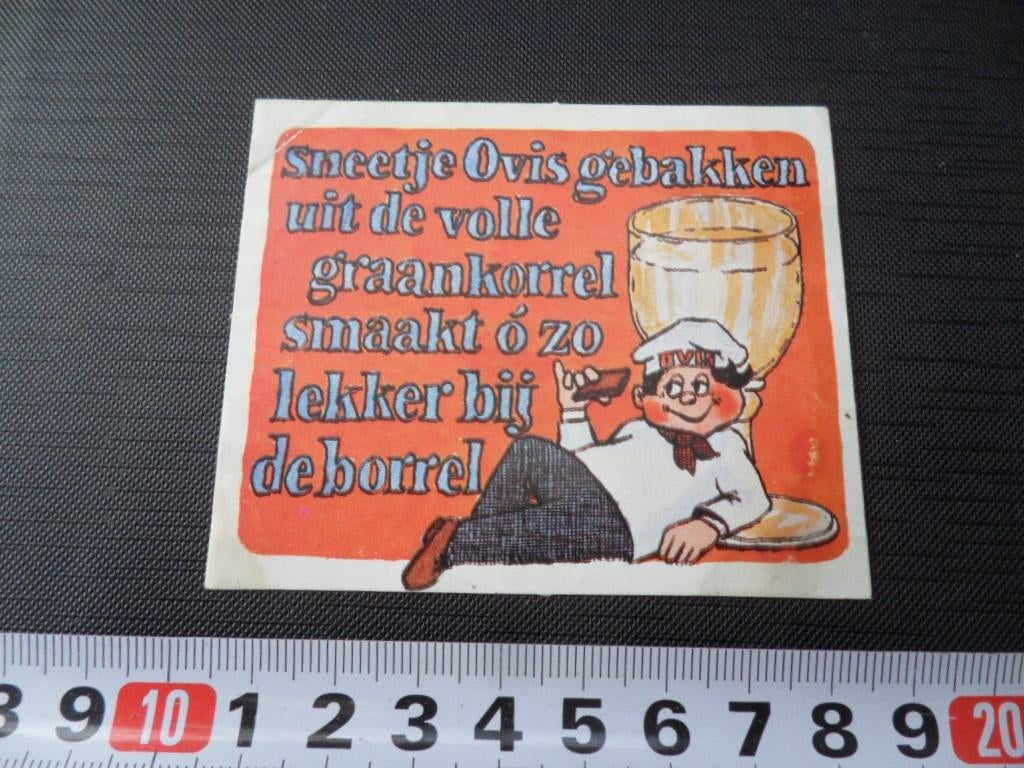 sneetje Ovis gebakken
uit de volle
graankorrel
smaakt ó zo
lekker bij
de borrel
OVIS
8 9 10 1 2 3 4 5 6 7 8 9 20